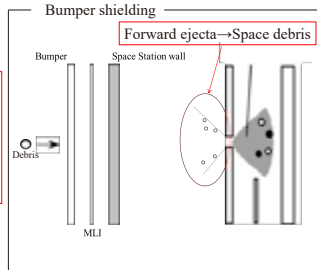 Bumper shielding
Forward ejecta→Space debris
Bumper
Space Station wall
Debris
MLI